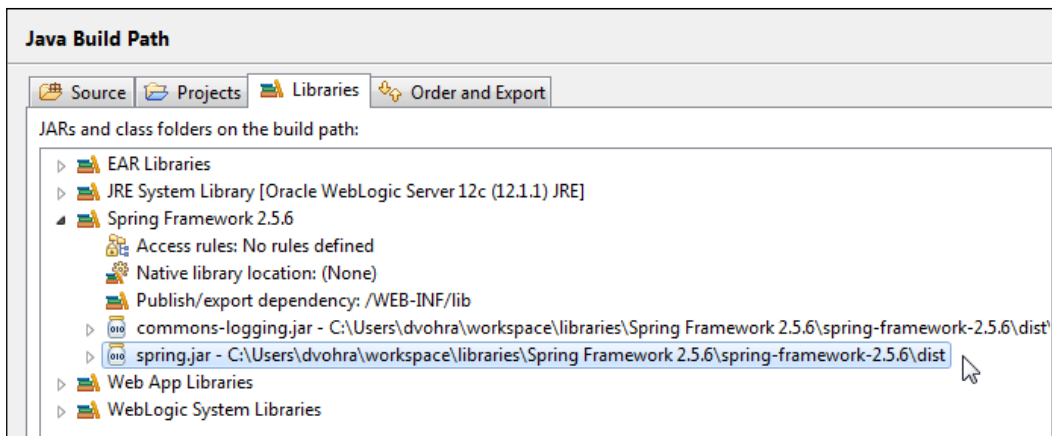 Java Build Path
Source Projects Libraries Order and Export
JARs and class folders on the build path:
EAR Libraries
JRE System Library [Oracle WebLogic Server 12c (12.1.1) JRE]
Spring Framework 2.5.6
Access rules: No rules defined
Native library location: (None)
Publish/export dependency: /WEB-INF/lib
commons-logging.jar - C:\Users\dvohra\workspace\libraries\Spring Framework 2.5.6\spring-framework-2.5.6\dist\
spring.jar - C:\Users\dvohra\workspace\libraries\Spring Framework 2.5.6\spring-framework-2.5.6\dist
Web App Libraries
WebLogic System Libraries